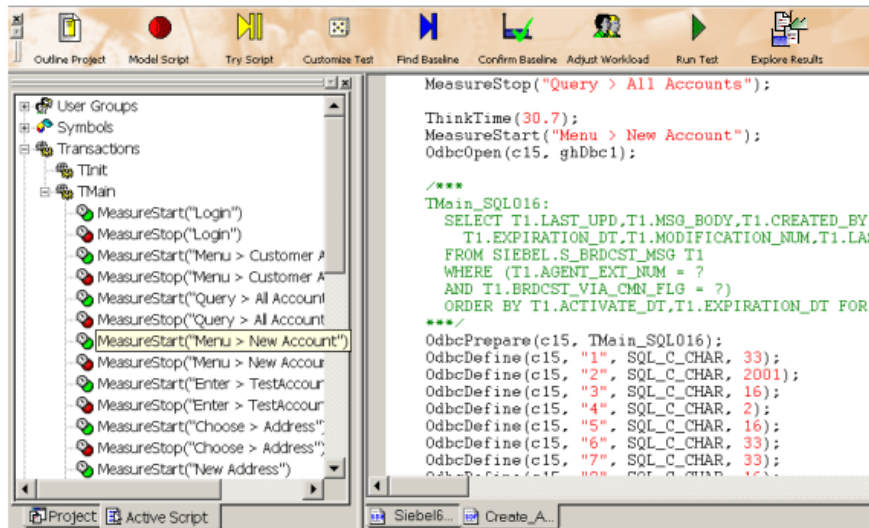 Outline Project
Model Script
Try Script
Customize Test
Find Baseline
Confirm Baseline
Adjust Workload
Run Test
Explore Results
User Groups
Symbols
Transactions
TInit
TMain
MeasureStart("Login")
MeasureStop("Login")
MeasureStart("Menu > Customer A
MeasureStop("Menu > Customer A
MeasureStart("Query > All Account
MeasureStop("Query > All Account
MeasureStart("Menu > New Account")
MeasureStop("Menu > New Accour
MeasureStart("Enter > TestAccour
MeasureStop("Enter > TestAccour
MeasureStart("Choose > Address"
MeasureStop("Choose > Address"
MeasureStart("New Address")
Project
Active Script
MeasureStop("Query > All Accounts");
ThinkTime(30.7);
MeasureStart("Menu > New Account");
OdbcOpen(c15, ghDbc1);
/***
TMain_SQL016:
SELECT T1.LAST_UPD,T1.MSG_BODY,T1.CREATED_BY
T1.EXPIRATION_DT,T1.MODIFICATION_NUM,T1.LAS
FROM SIEBEL.S_BRDCST_MSG T1
WHERE (T1.AGENT_EXT_NUM = ?
AND T1.BRDCST_VIA_CMN_FLG = ?)
ORDER BY T1.ACTIVATE_DT,T1.EXPIRATION_DT FOR
***/
OdbcPrepare(c15, TMain_SQL016);
OdbcDefine(c15, "1", SQL_C_CHAR, 33);
OdbcDefine(c15, "2", SQL_C_CHAR, 2001);
OdbcDefine(c15, "3", SQL_C_CHAR, 16);
OdbcDefine(c15, "4", SQL_C_CHAR, 2);
OdbcDefine(c15, "5", SQL_C_CHAR, 16);
OdbcDefine(c15, "6", SQL_C_CHAR, 33);
OdbcDefine(c15, "7", SQL_C_CHAR, 33);
Siebel6...
Create_A...